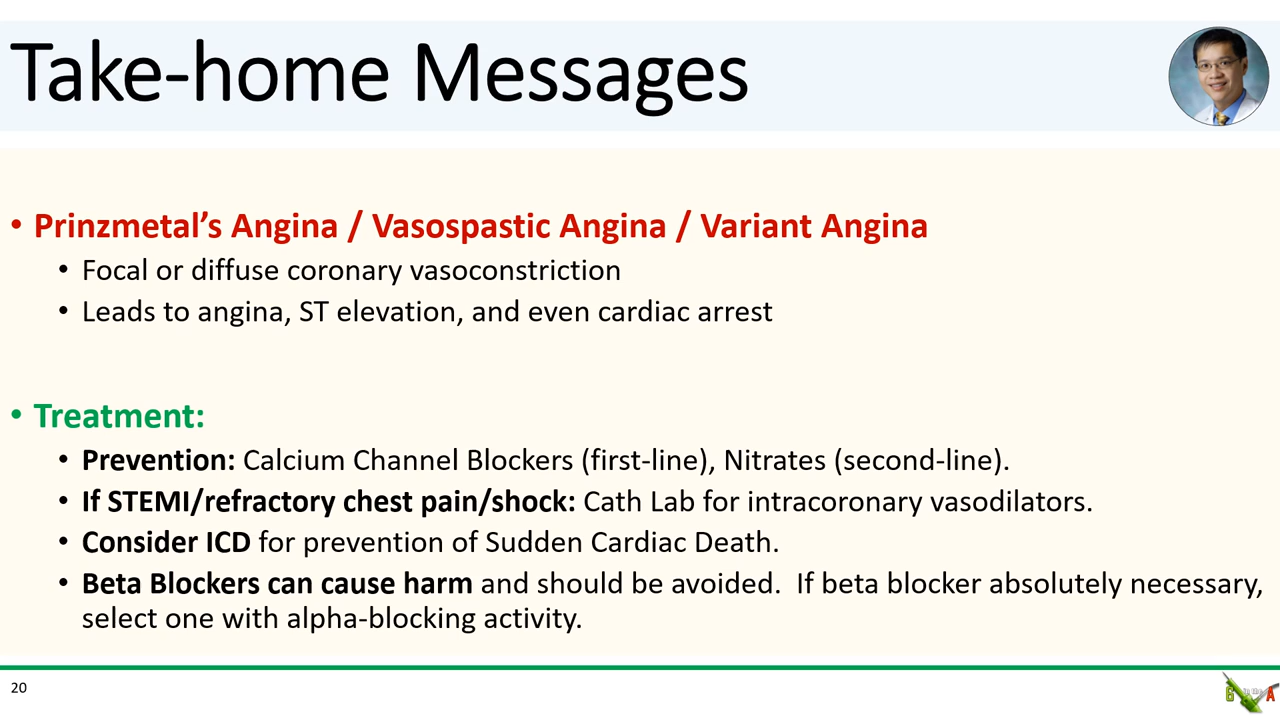 Take-home Messages
• Prinzmetal’s Angina / Vasospastic Angina / Variant Angina
• Focal or diffuse coronary vasoconstriction
• Leads to angina, ST elevation, and even cardiac arrest
• Treatment:
• Prevention: Calcium Channel Blockers (first-line), Nitrates (second-line).
• If STEMI/refractory chest pain/shock: Cath Lab for intracoronary vasodilators.
• Consider ICD for prevention of Sudden Cardiac Death.
• Beta Blockers can cause harm and should be avoided.  If beta blocker absolutely necessary,
select one with alpha-blocking activity.
20